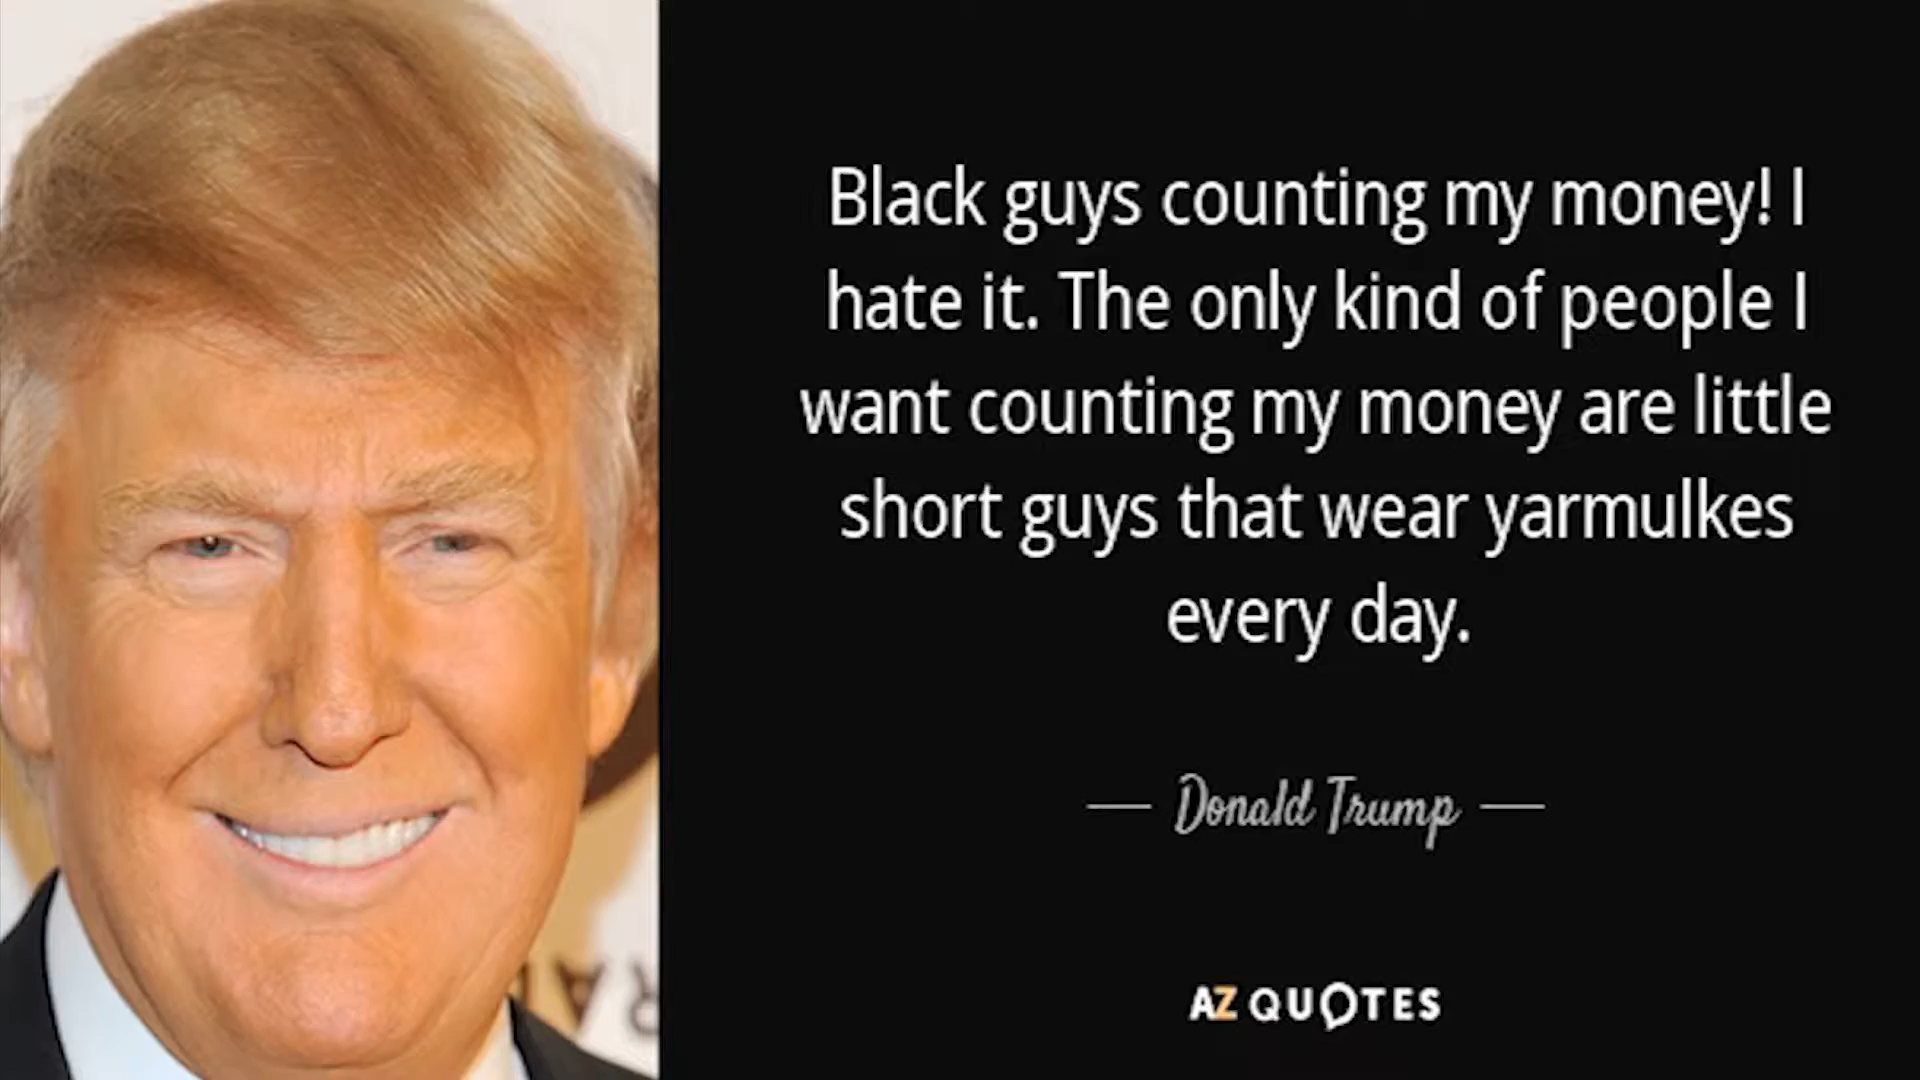 Black guys counting my money! I
hate it. The only kind of people I
want counting my money are little
short guys that wear yarmulkes
every day.
Donald Trump
AZ QUOTES